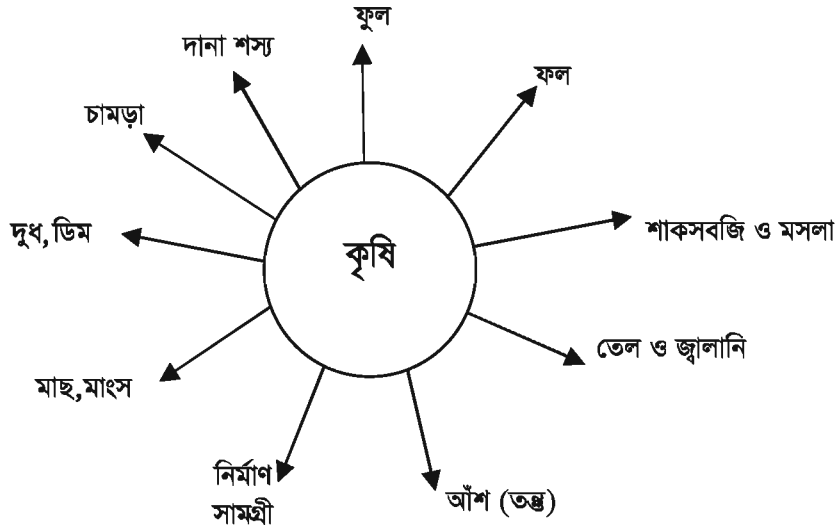 ফুল
দানা শস্য
ফল
চামড়া
দুধ,ডিম
শাকসবজি ও মসলা
কৃষি
তেল ও জ্বালানি
মাছ,মাংস
নির্মাণ
সামগ্রী
আঁশ (তন্তু)